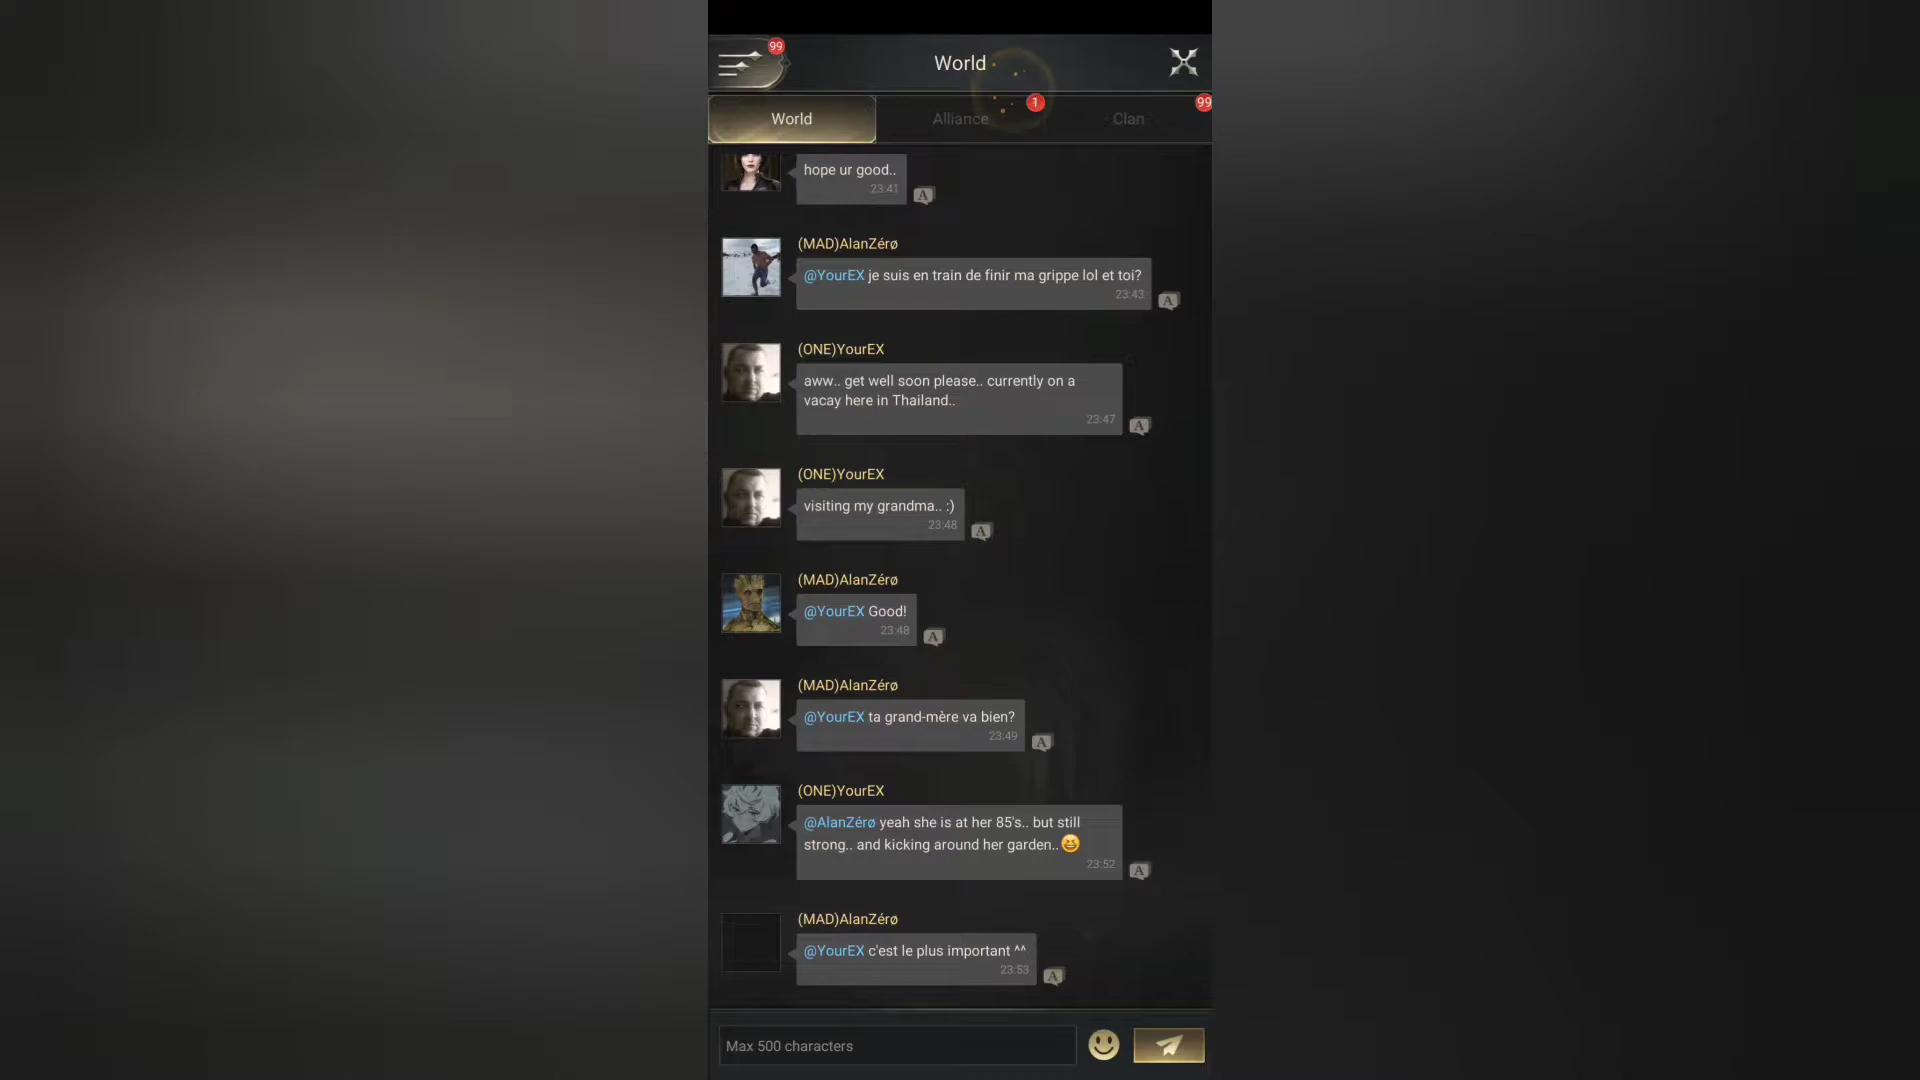 99
World
World
Alliance
1
Clan
99
hope ur good..
23:41
A
(MAD)AlanZérø
@YourEX je suis en train de finir ma grippe lol et toi?
23:43
A
(ONE)YourEX
aww.. get well soon please.. currently on a
vacay here in Thailand..
23:47
A
(ONE)YourEX
visiting my grandma.. :)
23:48
A
(MAD)AlanZérø
@YourEX Good!
23:48
A
(MAD)AlanZérø
@YourEX ta grand-mère va bien?
23:49
A
(ONE)YourEX
@AlanZérø yeah she is at her 85's.. but still
strong.. and kicking around her garden..😆
23:52
A
(MAD)AlanZérø
@YourEX c'est le plus important ^^
23:53
A
Max 500 characters